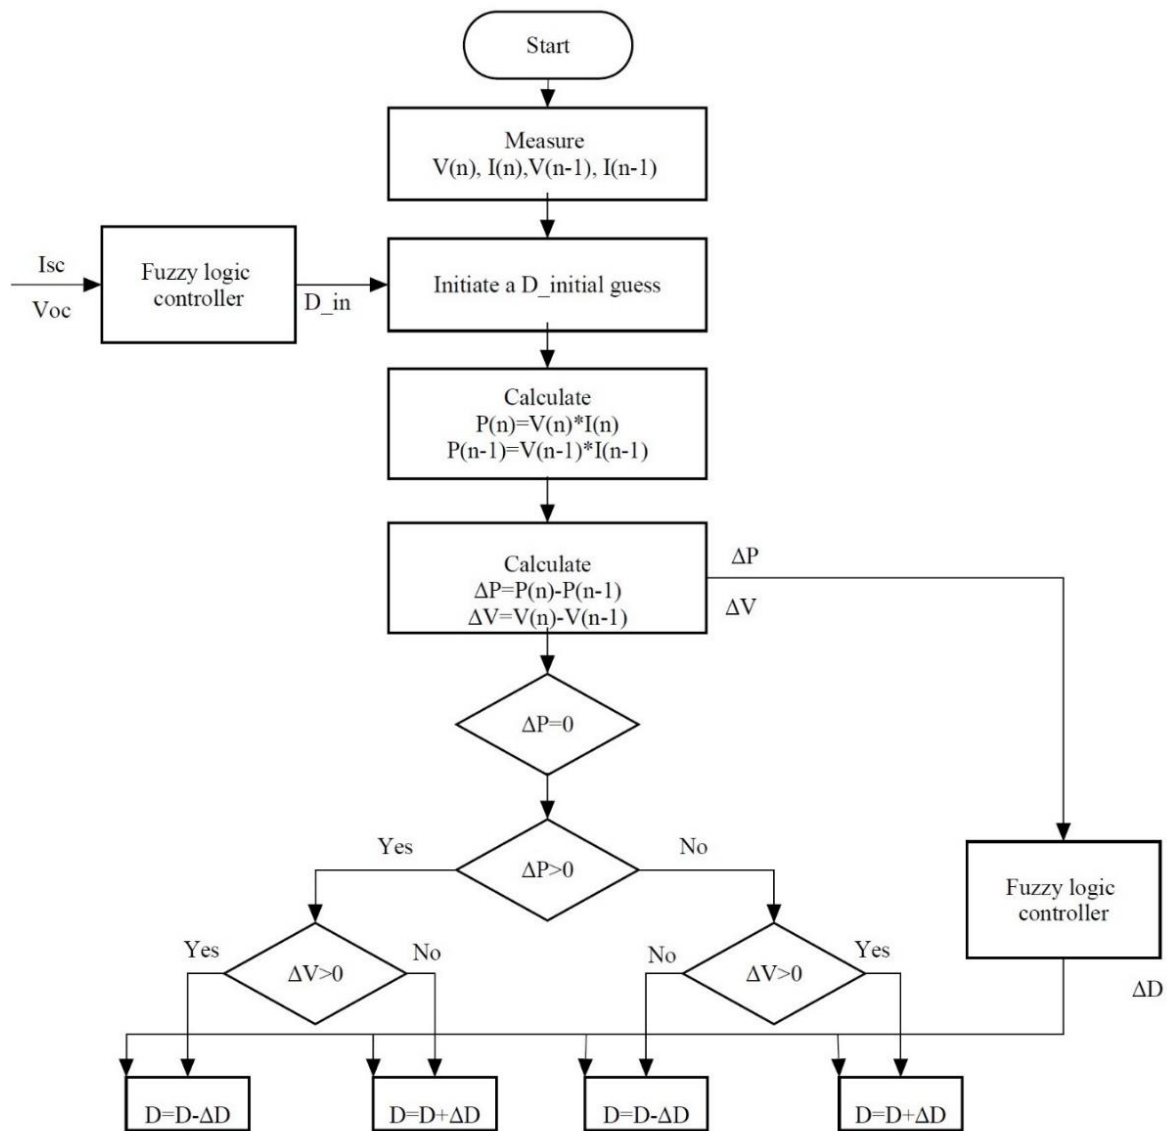 Start
Measure
V(n), I(n),V(n-1), I(n-1)
Isc
Voc
Fuzzy logic
controller
D_in
Initiate a D_initial guess
Calculate
P(n)=V(n)*I(n)
P(n-1)=V(n-1)*I(n-1)
Calculate
ΔP=P(n)-P(n-1)
ΔV=V(n)-V(n-1)
ΔP
ΔV
ΔP=0
Yes
ΔP>0
No
Fuzzy logic
controller
Yes
ΔV>0
No
No
ΔV>0
Yes
ΔD
D=D-ΔD
D=D+ΔD
D=D-ΔD
D=D+ΔD